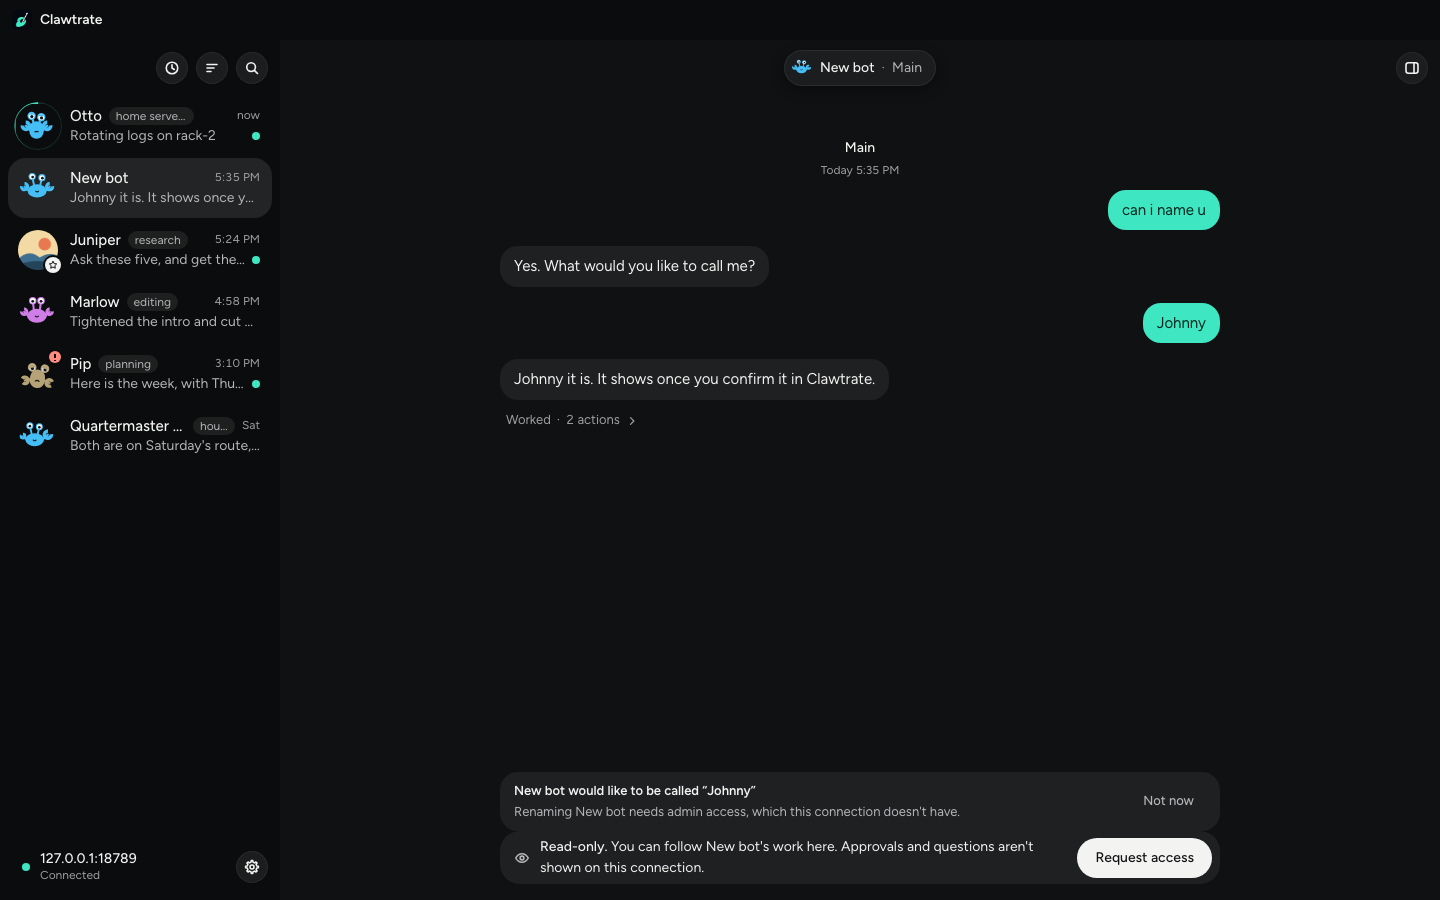 Clawtrate
Otto home serve... now
Rotating logs on rack-2
New bot 5:35 PM
Johnny it is. It shows once y...
Juniper research 5:24 PM
Ask these five, and get the...
Marlow editing 4:58 PM
Tightened the intro and cut ...
Pip planning 3:10 PM
Here is the week, with Thu...
Quartermaster ... hou... Sat
Both are on Saturday's route,...
127.0.0.1:18789
Connected
New bot · Main
Main
Today 5:35 PM
can i name u
Yes. What would you like to call me?
Johnny
Johnny it is. It shows once you confirm it in Clawtrate.
Worked · 2 actions
New bot would like to be called “Johnny”
Renaming New bot needs admin access, which this connection doesn't have.
Not now
Read-only. You can follow New bot's work here. Approvals and questions aren't
shown on this connection.
Request access